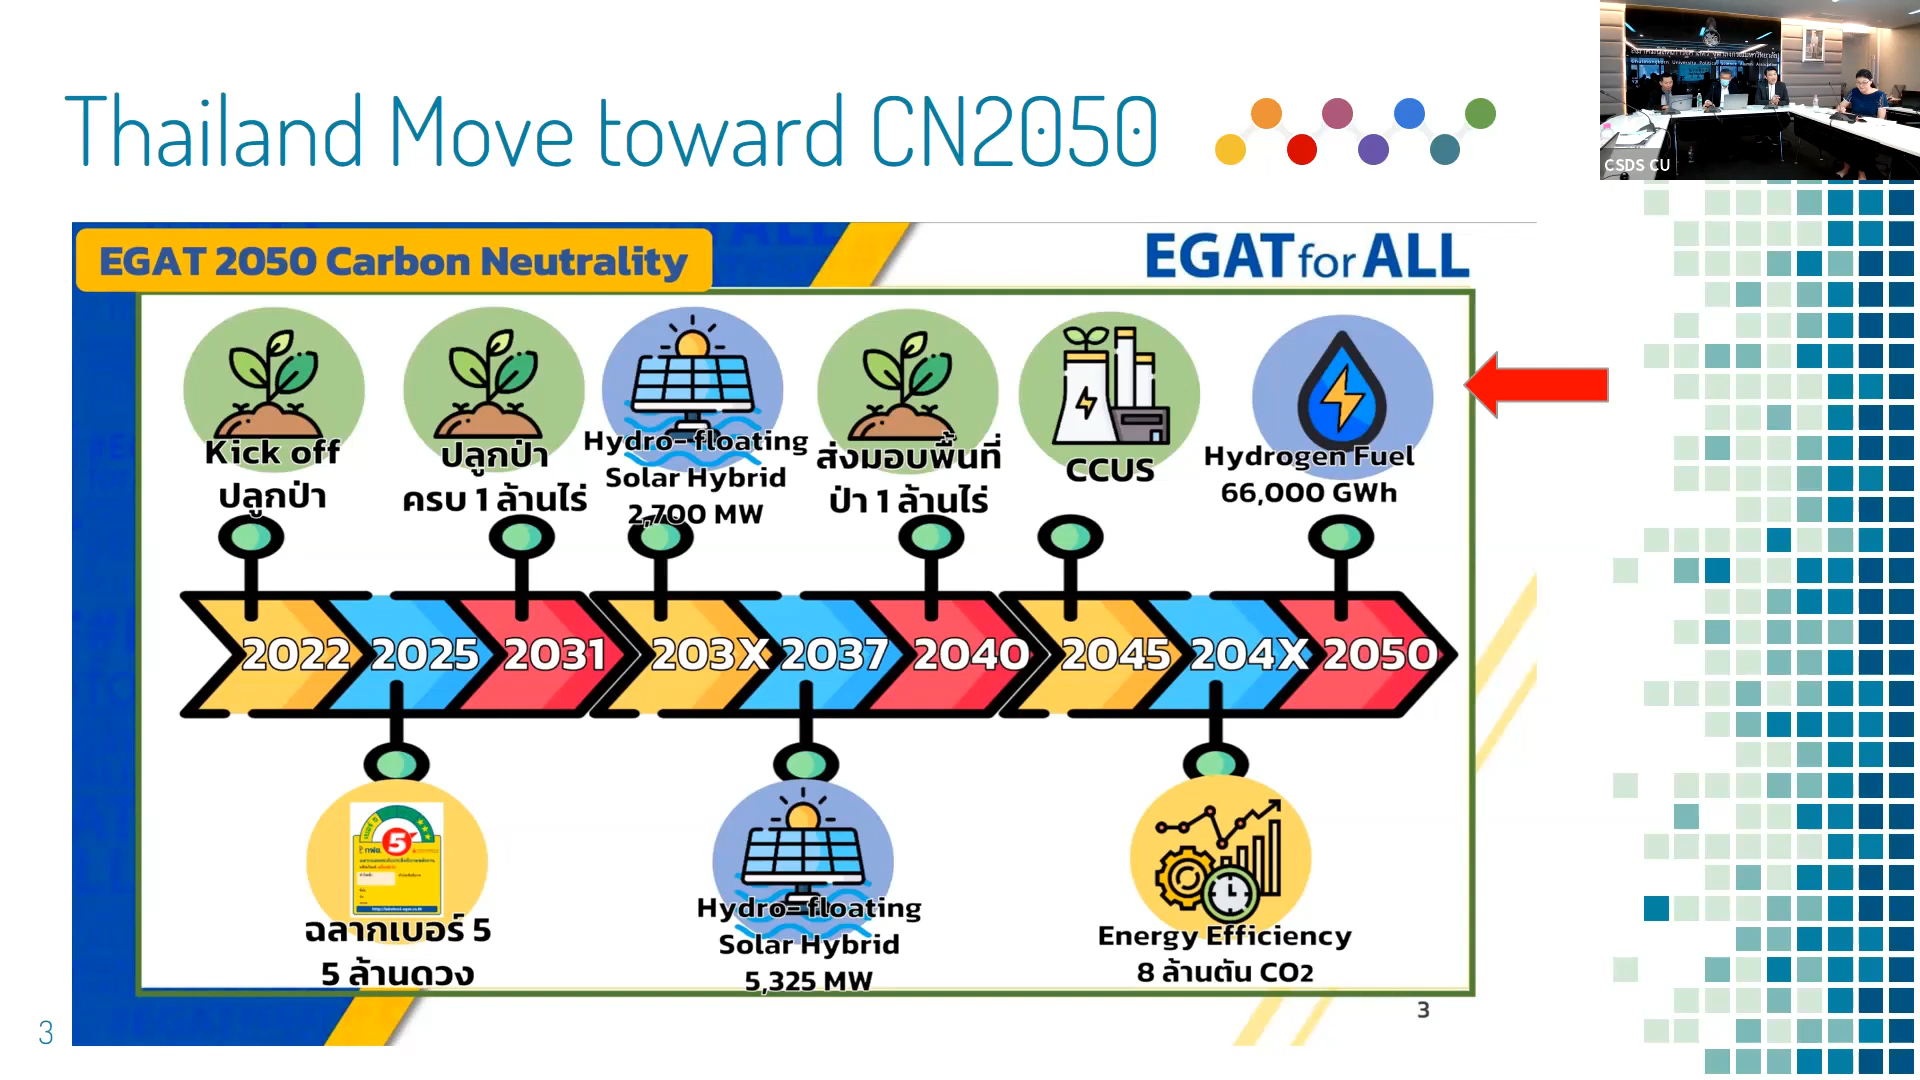 Thailand Move toward CN2050
CSDS CU
EGAT 2050 Carbon Neutrality
EGAT for ALL
Kick off
ปลูกป่า
ปลูกป่า
ครบ 1 ล้านไร่
Hydro-floating
Solar Hybrid
2,700 MW
ส่งมอบพื้นที่
ป่า 1 ล้านไร่
CCUS
Hydrogen Fuel
66,000 GWh
2022 2025 2031 203X 2037 2040 2045 204X 2050
5
ฉลากเบอร์ 5
5 ล้านดวง
Hydro-floating
Solar Hybrid
5,325 MW
Energy Efficiency
8 ล้านตัน CO2
3
3